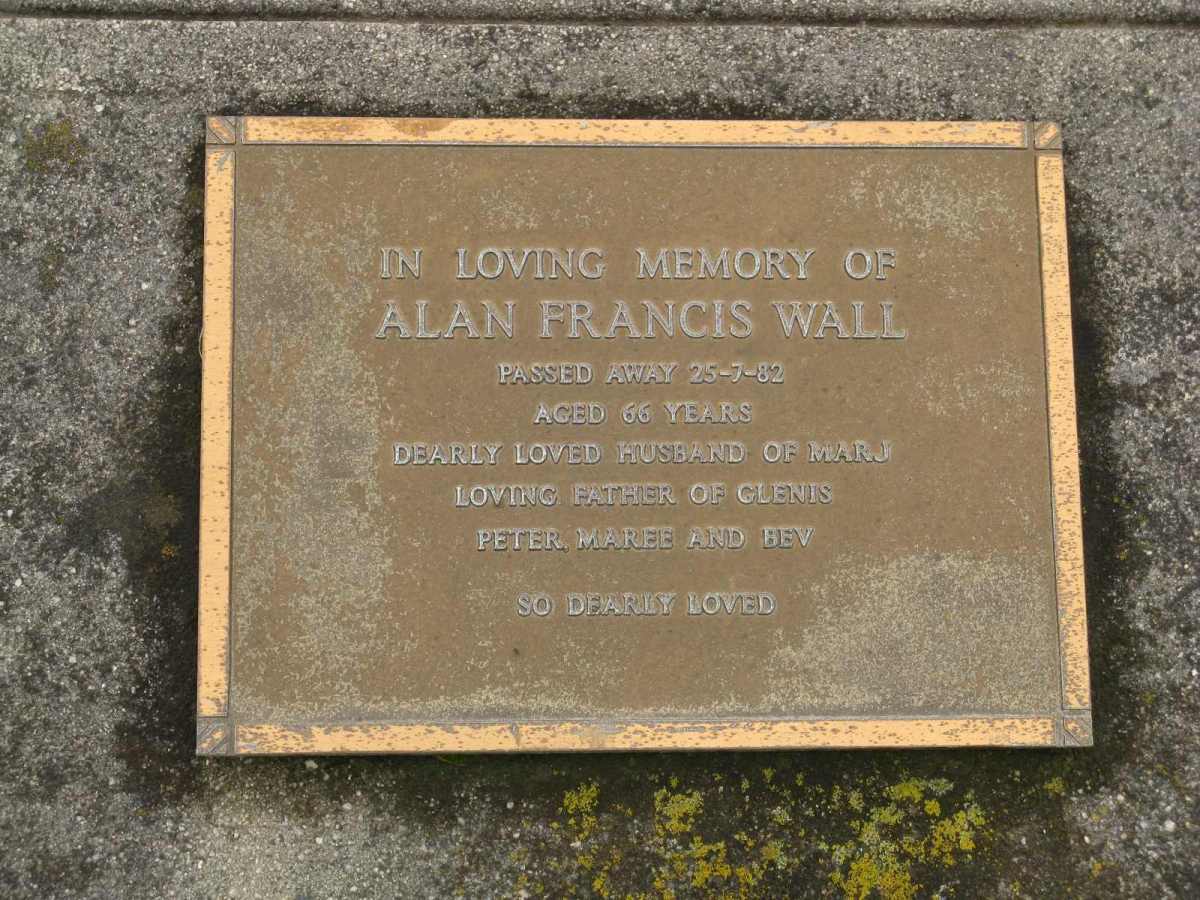 IN LOVING MEMORY OF
ALAN FRANCIS WALL
PASSED AWAY 25-7-82
AGED 66 YEARS
DEARLY LOVED HUSBAND OF MARJ
LOVING FATHER OF GLENIS
PETER, MAREE AND BEV
SO DEARLY LOVED